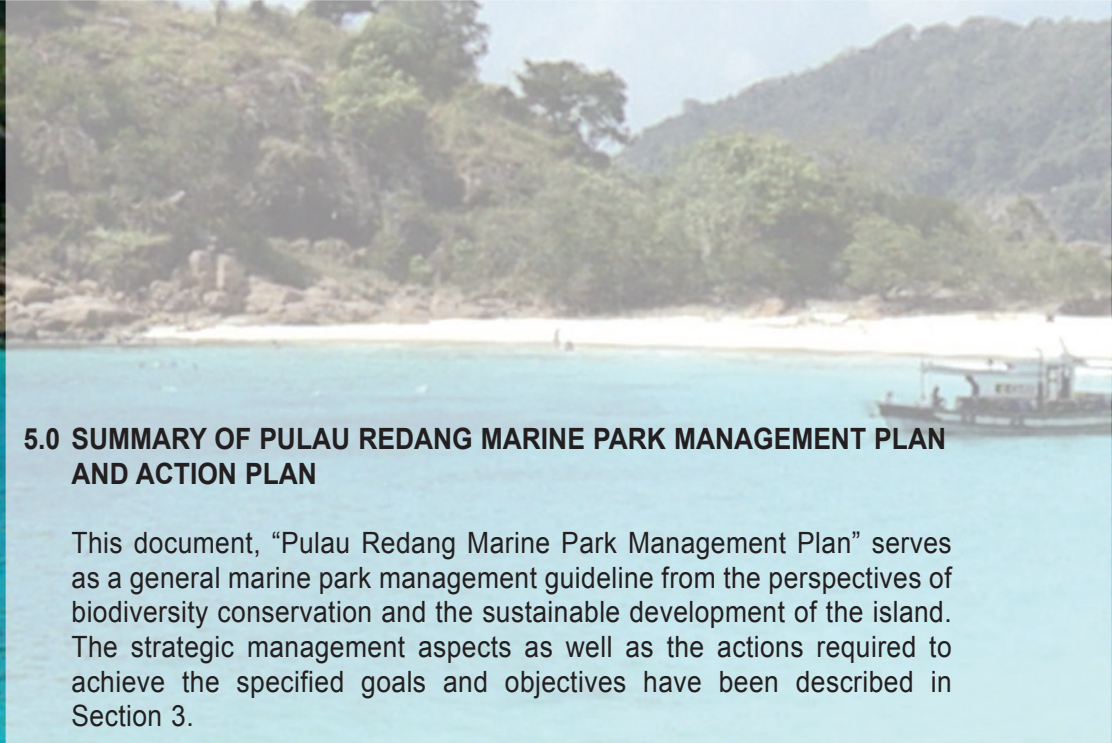 5.0 SUMMARY OF PULAU REDANG MARINE PARK MANAGEMENT PLAN
AND ACTION PLAN
This document, “Pulau Redang Marine Park Management Plan” serves
as a general marine park management guideline from the perspectives of
biodiversity conservation and the sustainable development of the island.
The strategic management aspects as well as the actions required to
achieve the specified goals and objectives have been described in
Section 3.